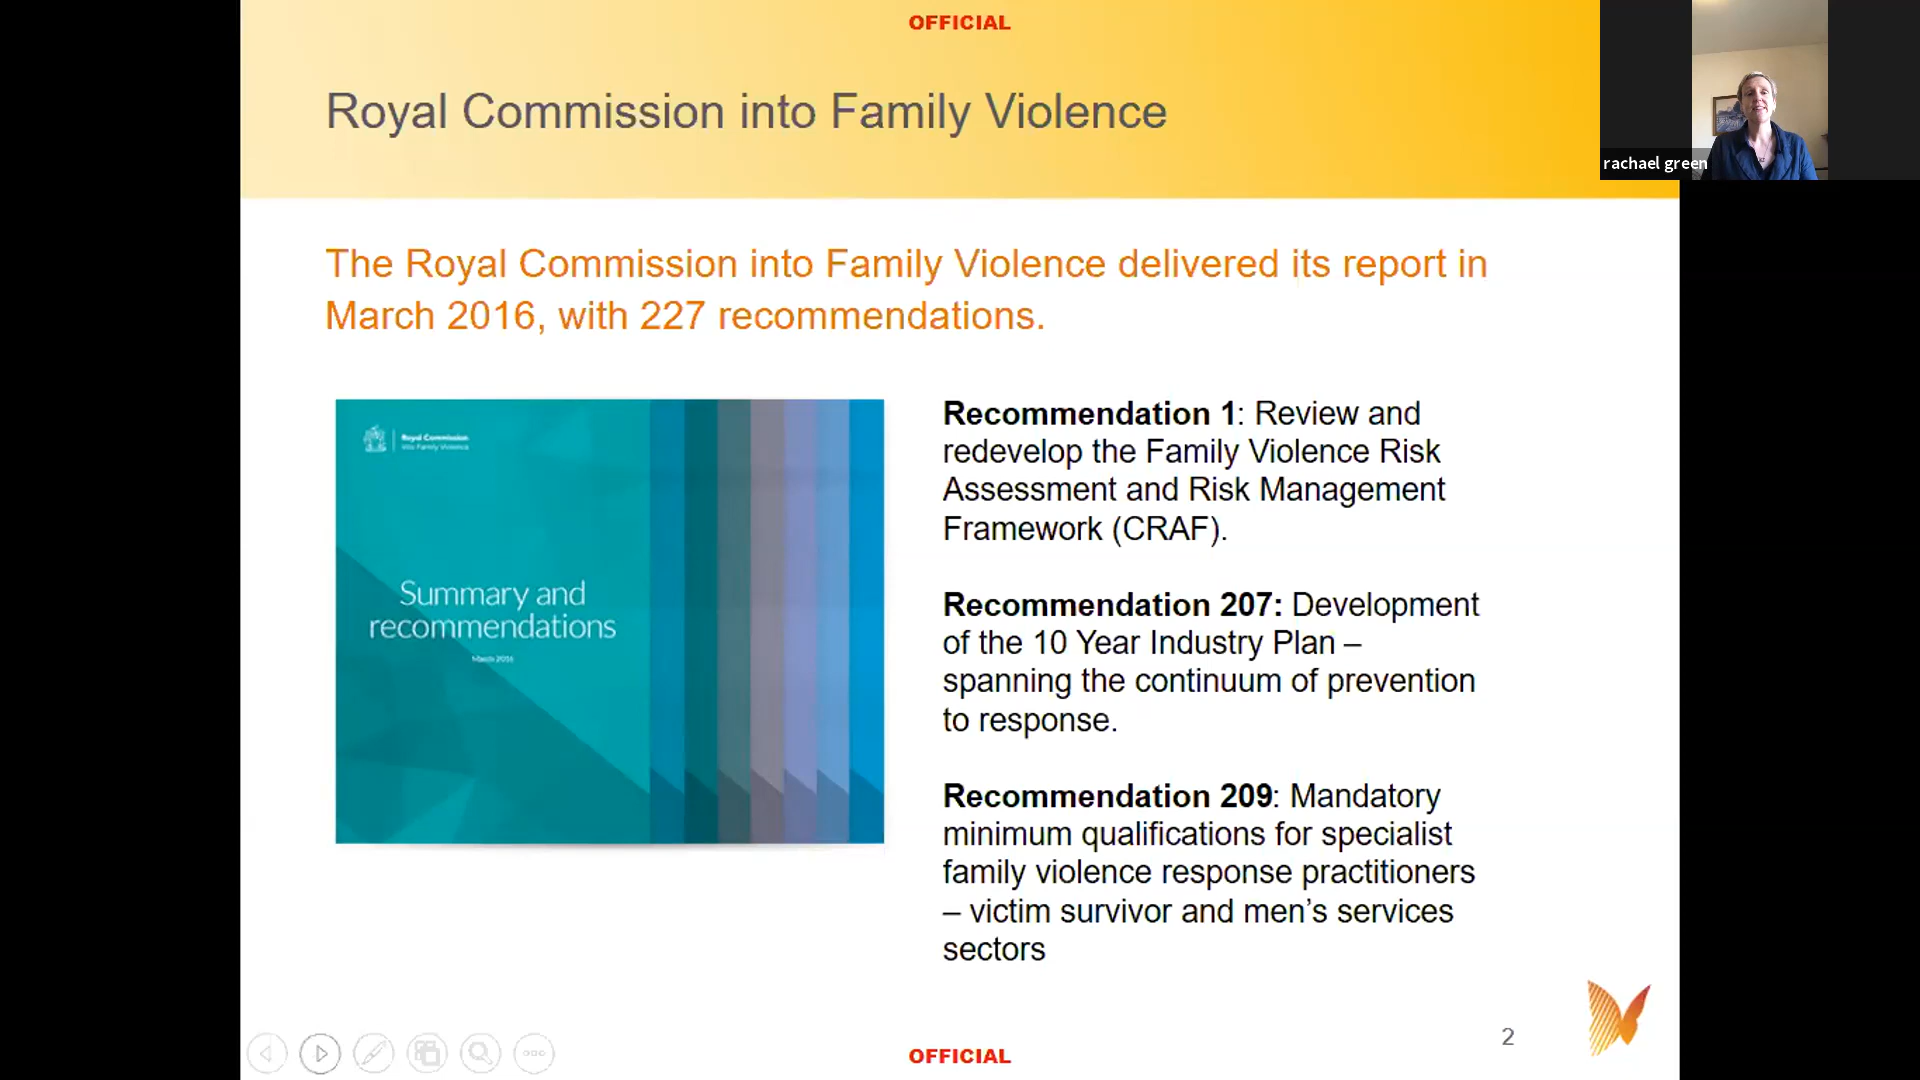 OFFICIAL
Royal Commission into Family Violence
rachael green
The Royal Commission into Family Violence delivered its report in
March 2016, with 227 recommendations.
Royal Commission
into Family Violence
Summary and
recommendations
March 2016
Recommendation 1: Review and
redevelop the Family Violence Risk
Assessment and Risk Management
Framework (CRAF).
Recommendation 207: Development
of the 10 Year Industry Plan –
spanning the continuum of prevention
to response.
Recommendation 209: Mandatory
minimum qualifications for specialist
family violence response practitioners
– victim survivor and men’s services
sectors
2
OFFICIAL